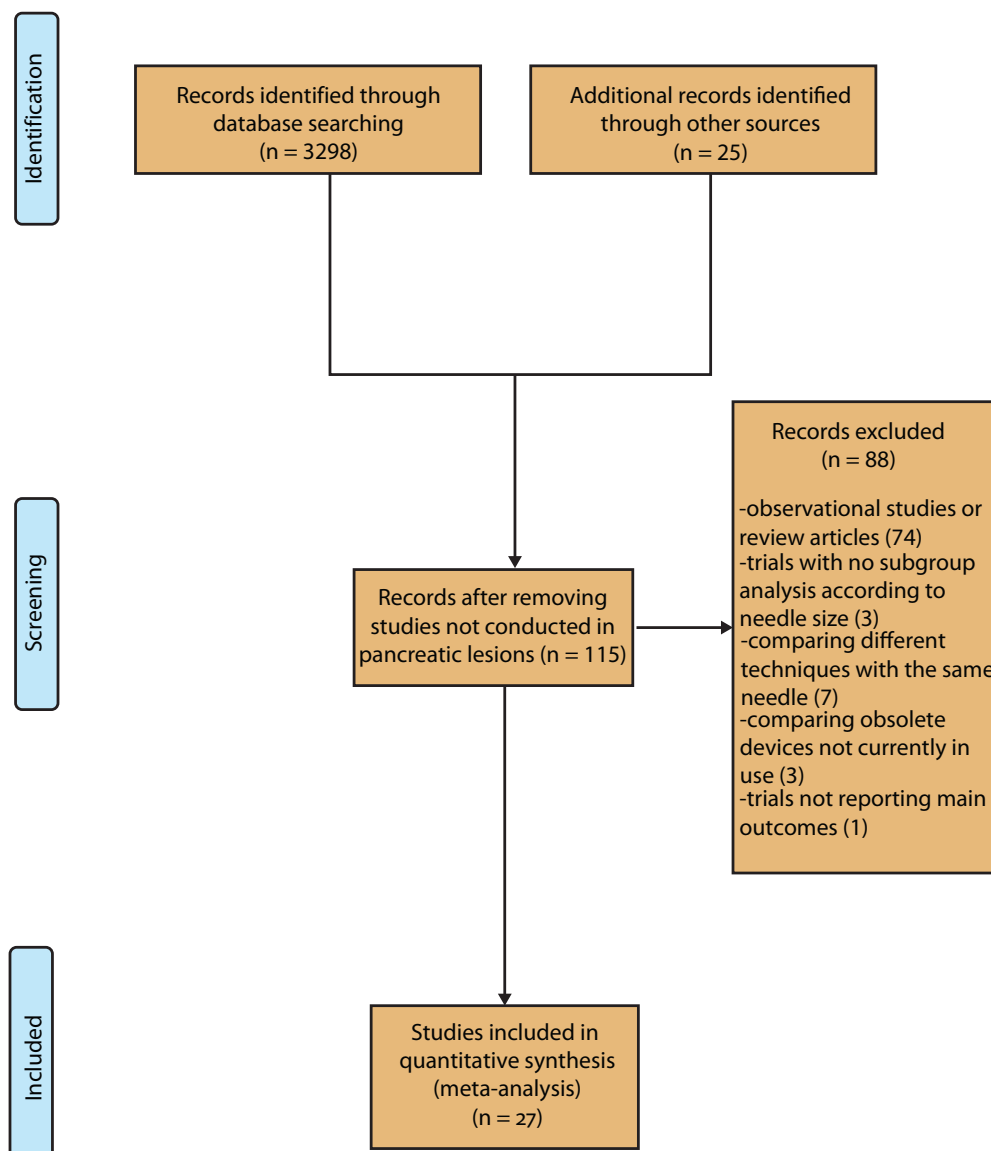 Identification
Records identified through
database searching
(n = 3298)
Additional records identified
through other sources
(n = 25)
Screening
Records after removing
studies not conducted in
pancreatic lesions (n = 115)
Records excluded
(n = 88)
-observational studies or
review articles (74)
-trials with no subgroup
analysis according to
needle size (3)
-comparing different
techniques with the same
needle (7)
-comparing obsolete
devices not currently in
use (3)
-trials not reporting main
outcomes (1)
Included
Studies included in
quantitative synthesis
(meta-analysis)
(n = 27)